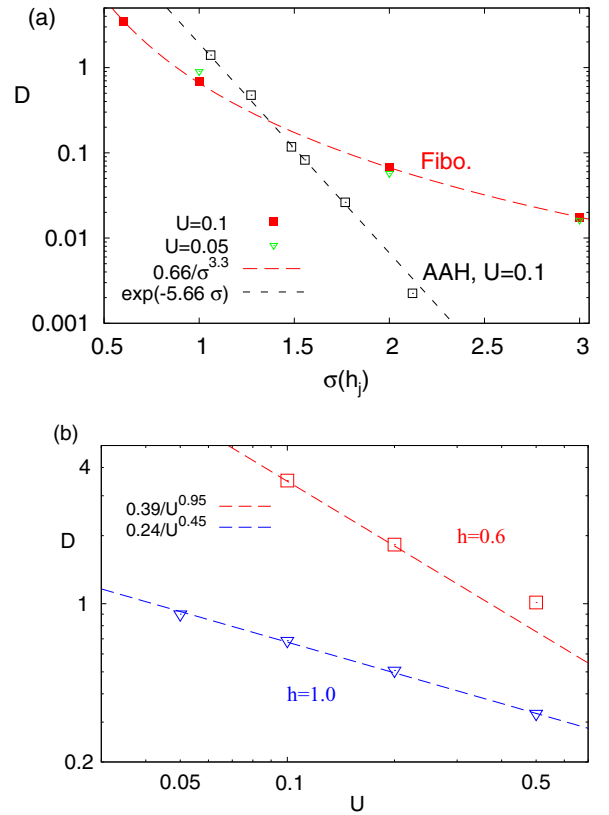 (a)
D
1
0.1
0.01
0.001
Fibo.
AAH, U=0.1
U=0.1
U=0.05
0.66/σ^3.3
exp(-5.66 σ)
0.5 1 1.5 2 2.5 3
σ(h_j)
(b)
D
4
1
0.2
0.39/U^0.95
0.24/U^0.45
h=0.6
h=1.0
0.05 0.1 0.2 0.5
U